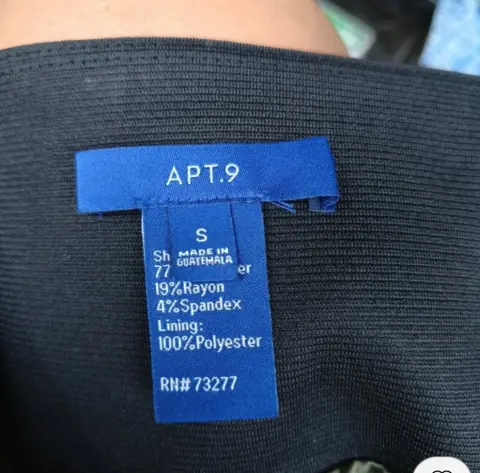 APT.9
S
MADE IN
GUATEMALA
Sh
77 er
19%Rayon
4%Spandex
Lining:
100%Polyester
RN# 73277